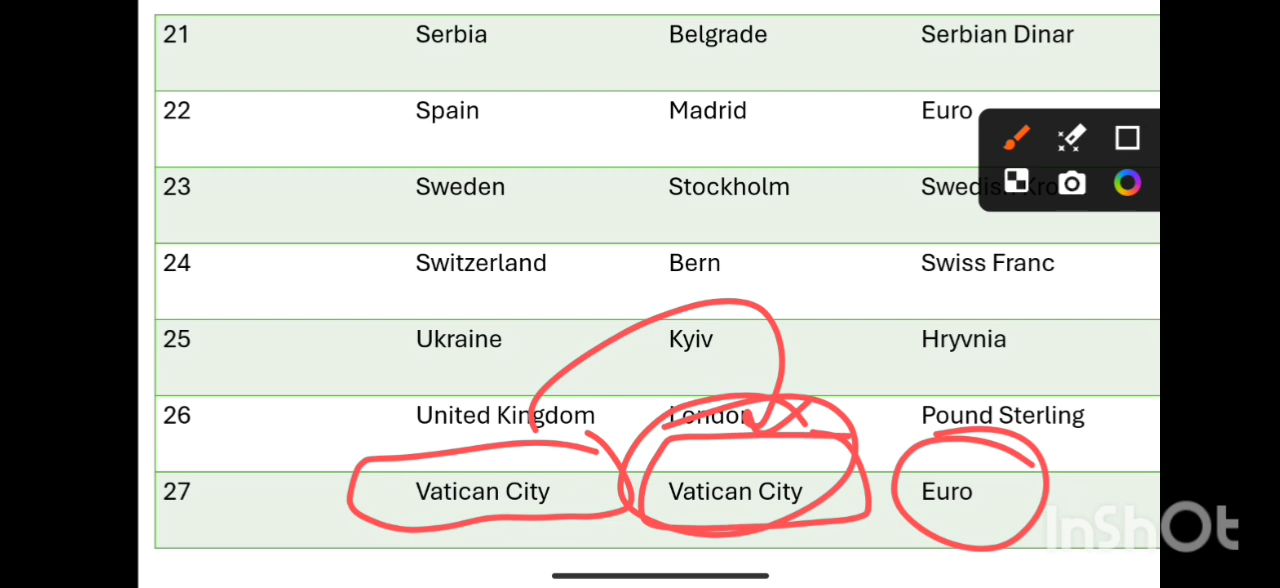 21 Serbia Belgrade Serbian Dinar
22 Spain Madrid Euro
23 Sweden Stockholm
24 Switzerland Bern Swiss Franc
25 Ukraine Kyiv Hryvnia
26 United Kingdom London Pound Sterling
27 Vatican City Vatican City Euro
InShOt